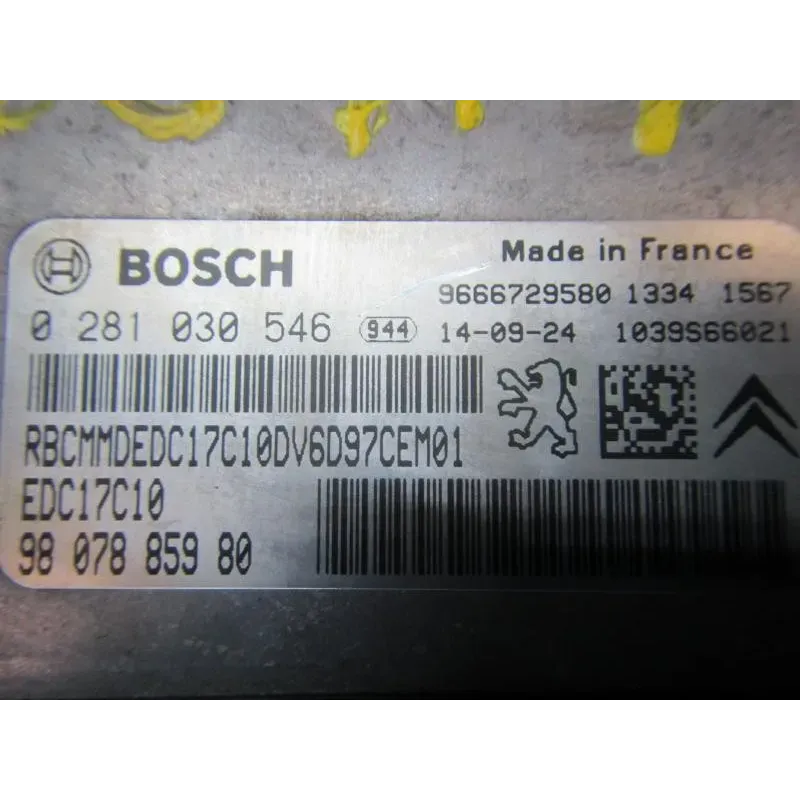 BOSCH Made in France
9666729580 1334 1567
0 281 030 546 944 14-09-24 1039S66021
RBCMMDEDC17C10DV6D97CEM01
EDC17C10
98 078 859 80